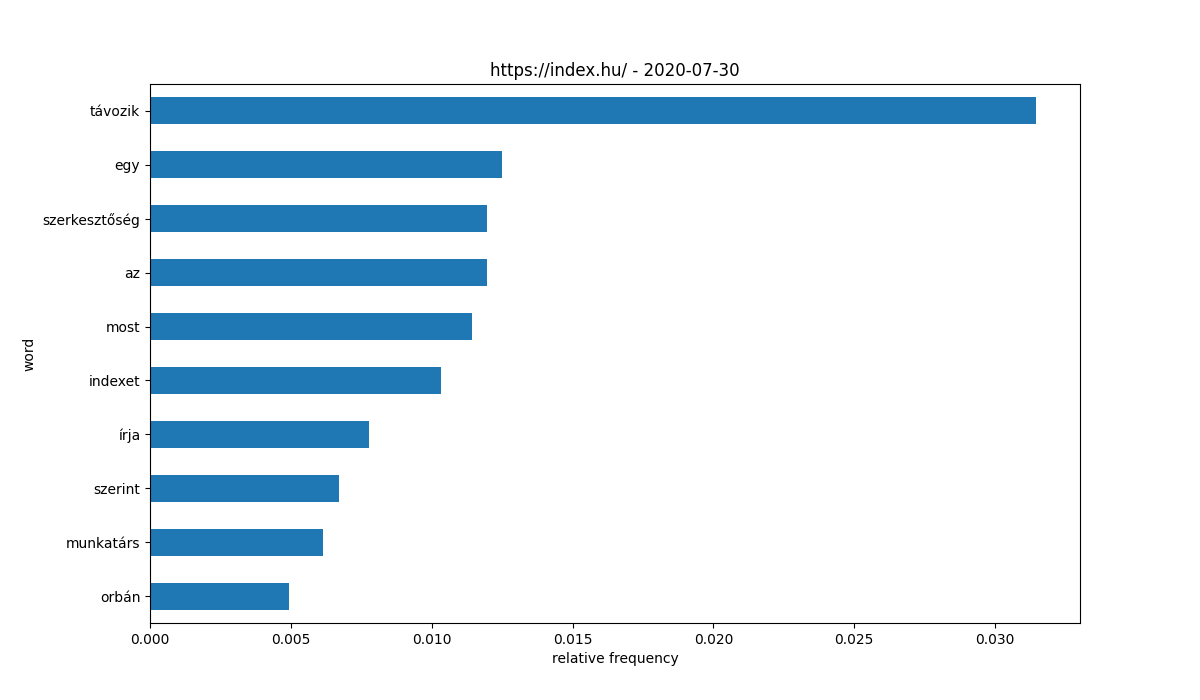 https://index.hu/ - 2020-07-30
távozik
egy
szerkesztőség
az
most
indexet
írja
szerint
munkatárs
orbán
word
0.000 0.005 0.010 0.015 0.020 0.025 0.030
relative frequency